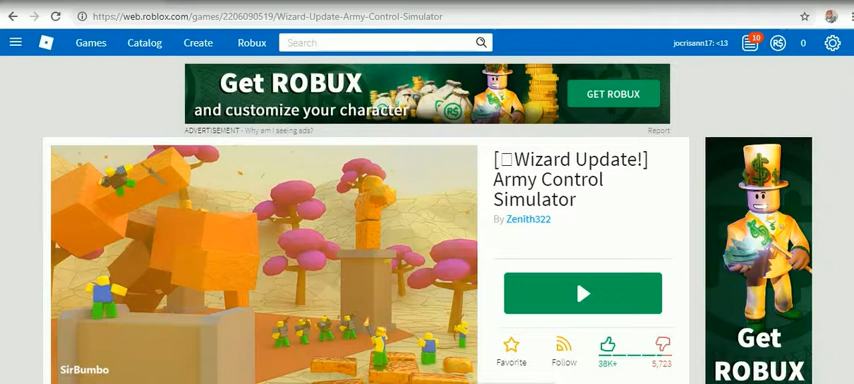 https://web.roblox.com/games/2206090519/Wizard-Update-Army-Control-Simulator
Games
Catalog
Create
Robux
Search
jocrisann17: <13
10
R$
0
Get ROBUX
and customize your character
GET ROBUX
ADVERTISEMENT - Why am I seeing ads?
Report
[□Wizard Update!]
Army Control
Simulator
By Zenith322
Favorite
Follow
38K+
5,723
SirBumbo
Get
ROBUX